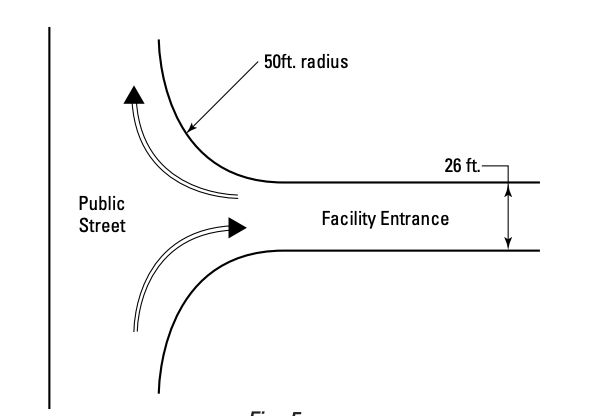 50ft. radius
26 ft.
Public
Street
Facility Entrance